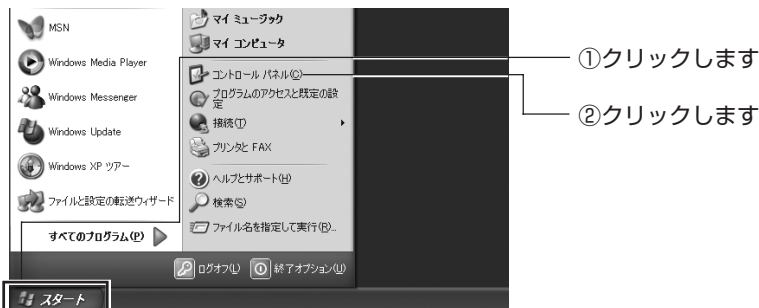 MSN
Windows Media Player
Windows Messenger
Windows Update
Windows XP ツアー
ファイルと設定の転送ウィザード
すべてのプログラム(P)
マイ ミュージック
マイ コンピュータ
コントロール パネル(C)
プログラムのアクセスと既定の設
定
接続(T)
プリンタと FAX
ヘルプとサポート(H)
検索(S)
ファイル名を指定して実行(R)...
ログオフ(L)
終了オプション(U)
スタート
①クリックします
②クリックします